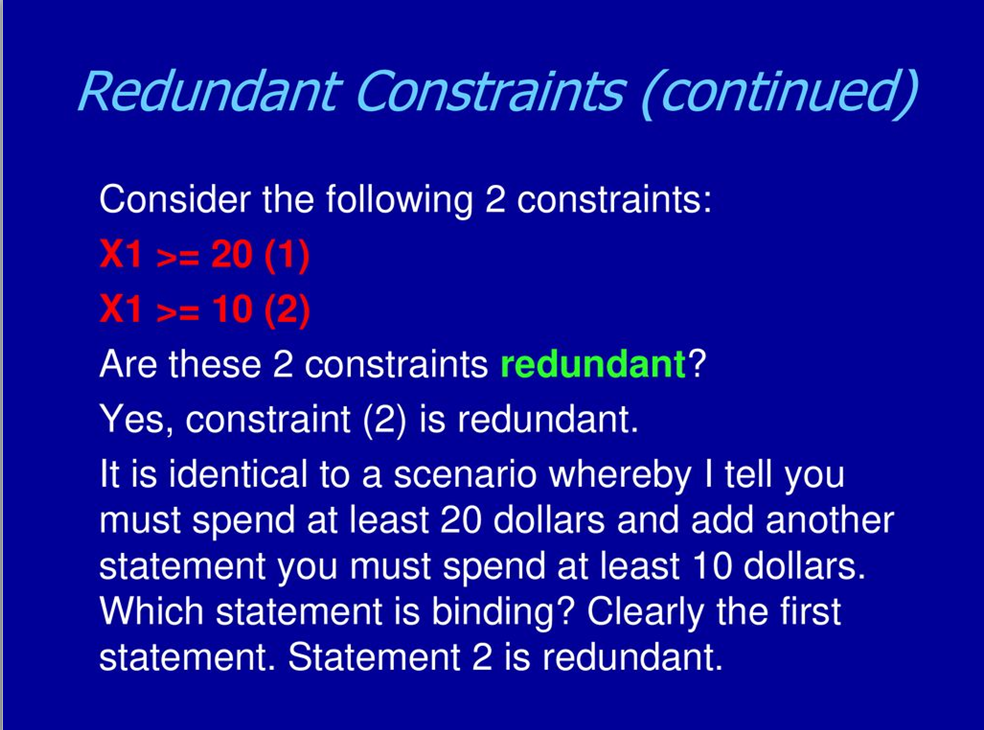 Redundant Constraints (continued)
Consider the following 2 constraints:
X1 >= 20 (1)
X1 >= 10 (2)
Are these 2 constraints redundant?
Yes, constraint (2) is redundant.
It is identical to a scenario whereby I tell you
must spend at least 20 dollars and add another
statement you must spend at least 10 dollars.
Which statement is binding? Clearly the first
statement. Statement 2 is redundant.